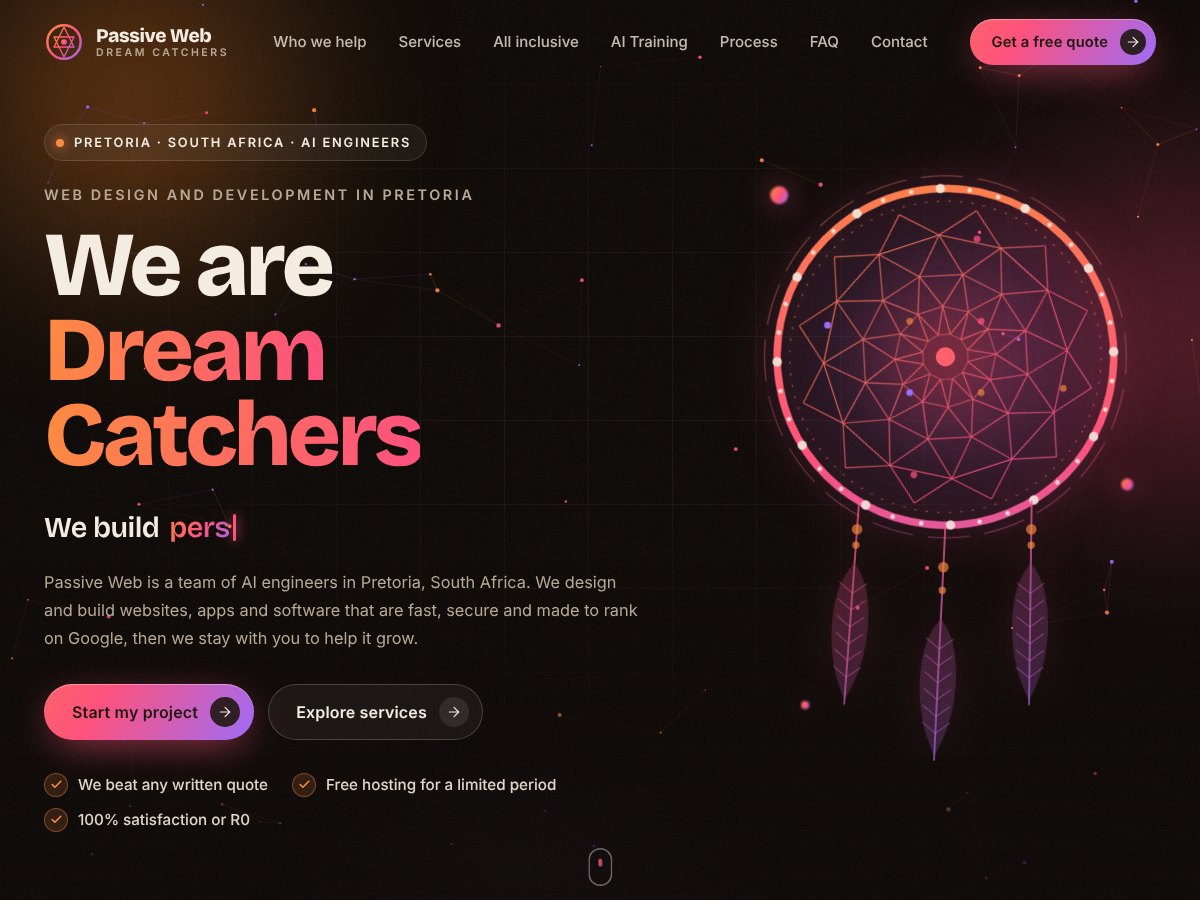 Passive Web
DREAM CATCHERS
Who we help
Services
All inclusive
AI Training
Process
FAQ
Contact
Get a free quote
PRETORIA · SOUTH AFRICA · AI ENGINEERS
WEB DESIGN AND DEVELOPMENT IN PRETORIA
We are
Dream
Catchers
We build pers
Passive Web is a team of AI engineers in Pretoria, South Africa. We design
and build websites, apps and software that are fast, secure and made to rank
on Google, then we stay with you to help it grow.
Start my project
Explore services
We beat any written quote
Free hosting for a limited period
100% satisfaction or R0